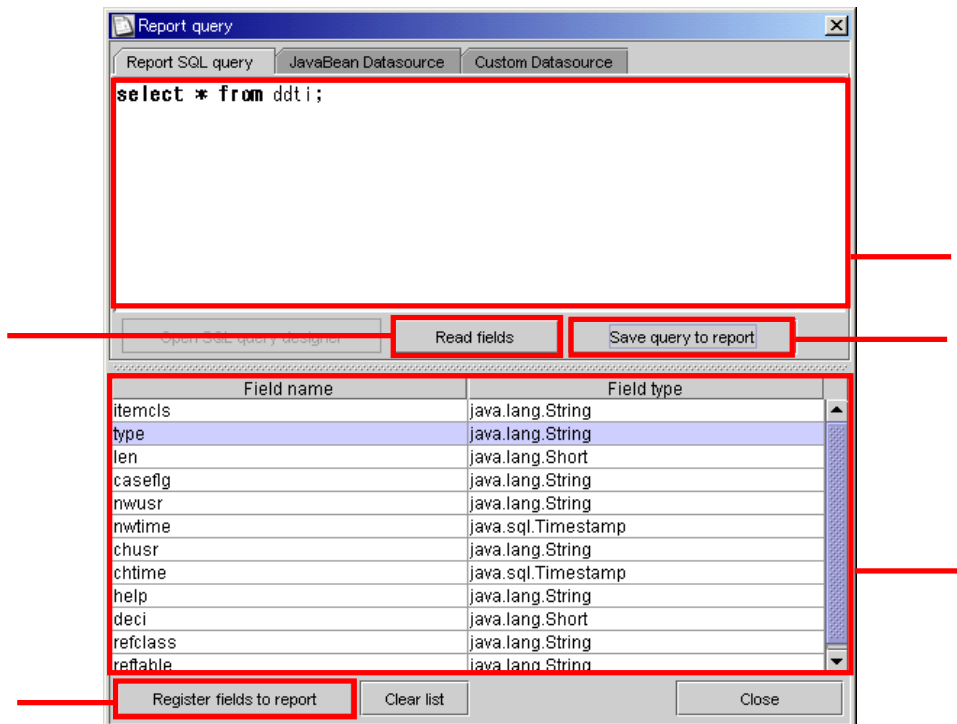 Report query
Report SQL query JavaBean Datasource Custom Datasource
select * from ddti;
Open SQL query designer Read fields Save query to report
Field name Field type
itemcls java.lang.String
type java.lang.String
len java.lang.Short
caseflg java.lang.String
nwusr java.lang.String
nwtime java.sql.Timestamp
chusr java.lang.String
chtime java.sql.Timestamp
help java.lang.String
deci java.lang.Short
refclass java.lang.String
reftable java.lang.String
Register fields to report Clear list Close